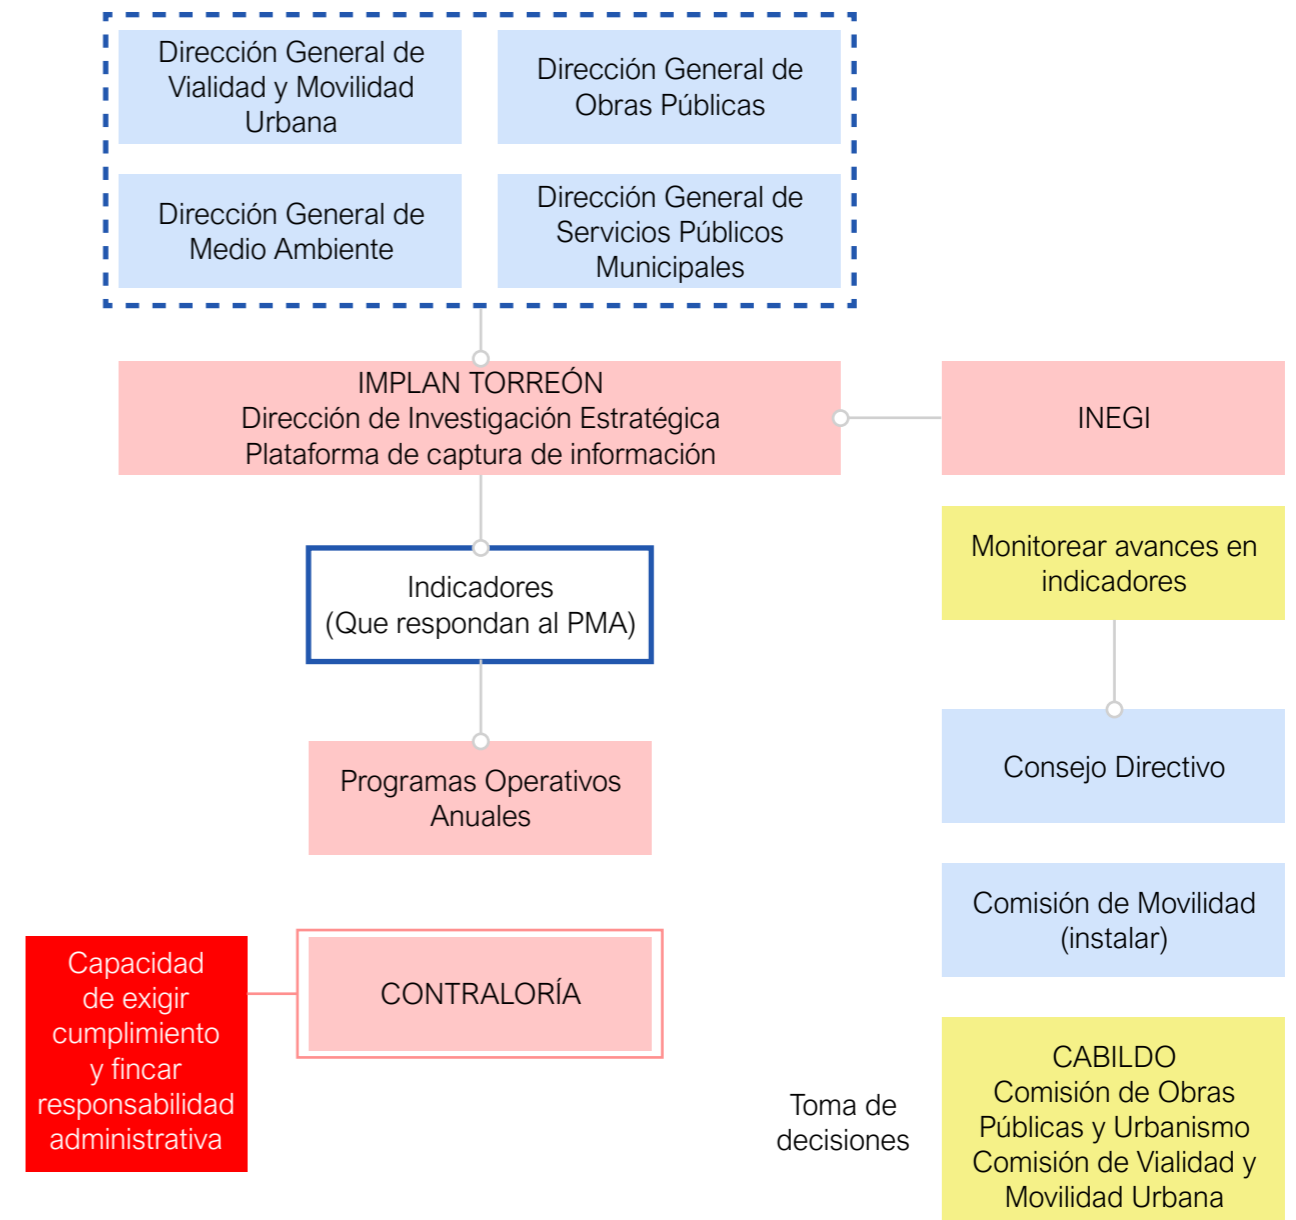 Dirección General de
Vialidad y Movilidad
Urbana
Dirección General de
Obras Públicas
Dirección General de
Medio Ambiente
Dirección General de
Servicios Públicos
Municipales
IMPLAN TORREÓN
Dirección de Investigación Estratégica
Plataforma de captura de información
INEGI
Indicadores
(Que respondan al PMA)
Monitorear avances en
indicadores
Programas Operativos
Anuales
Consejo Directivo
Comisión de Movilidad
(instalar)
Capacidad
de exigir
cumplimiento
y fincar
responsabilidad
administrativa
CONTRALORÍA
Toma de
decisiones
CABILDO
Comisión de Obras
Públicas y Urbanismo
Comisión de Vialidad y
Movilidad Urbana